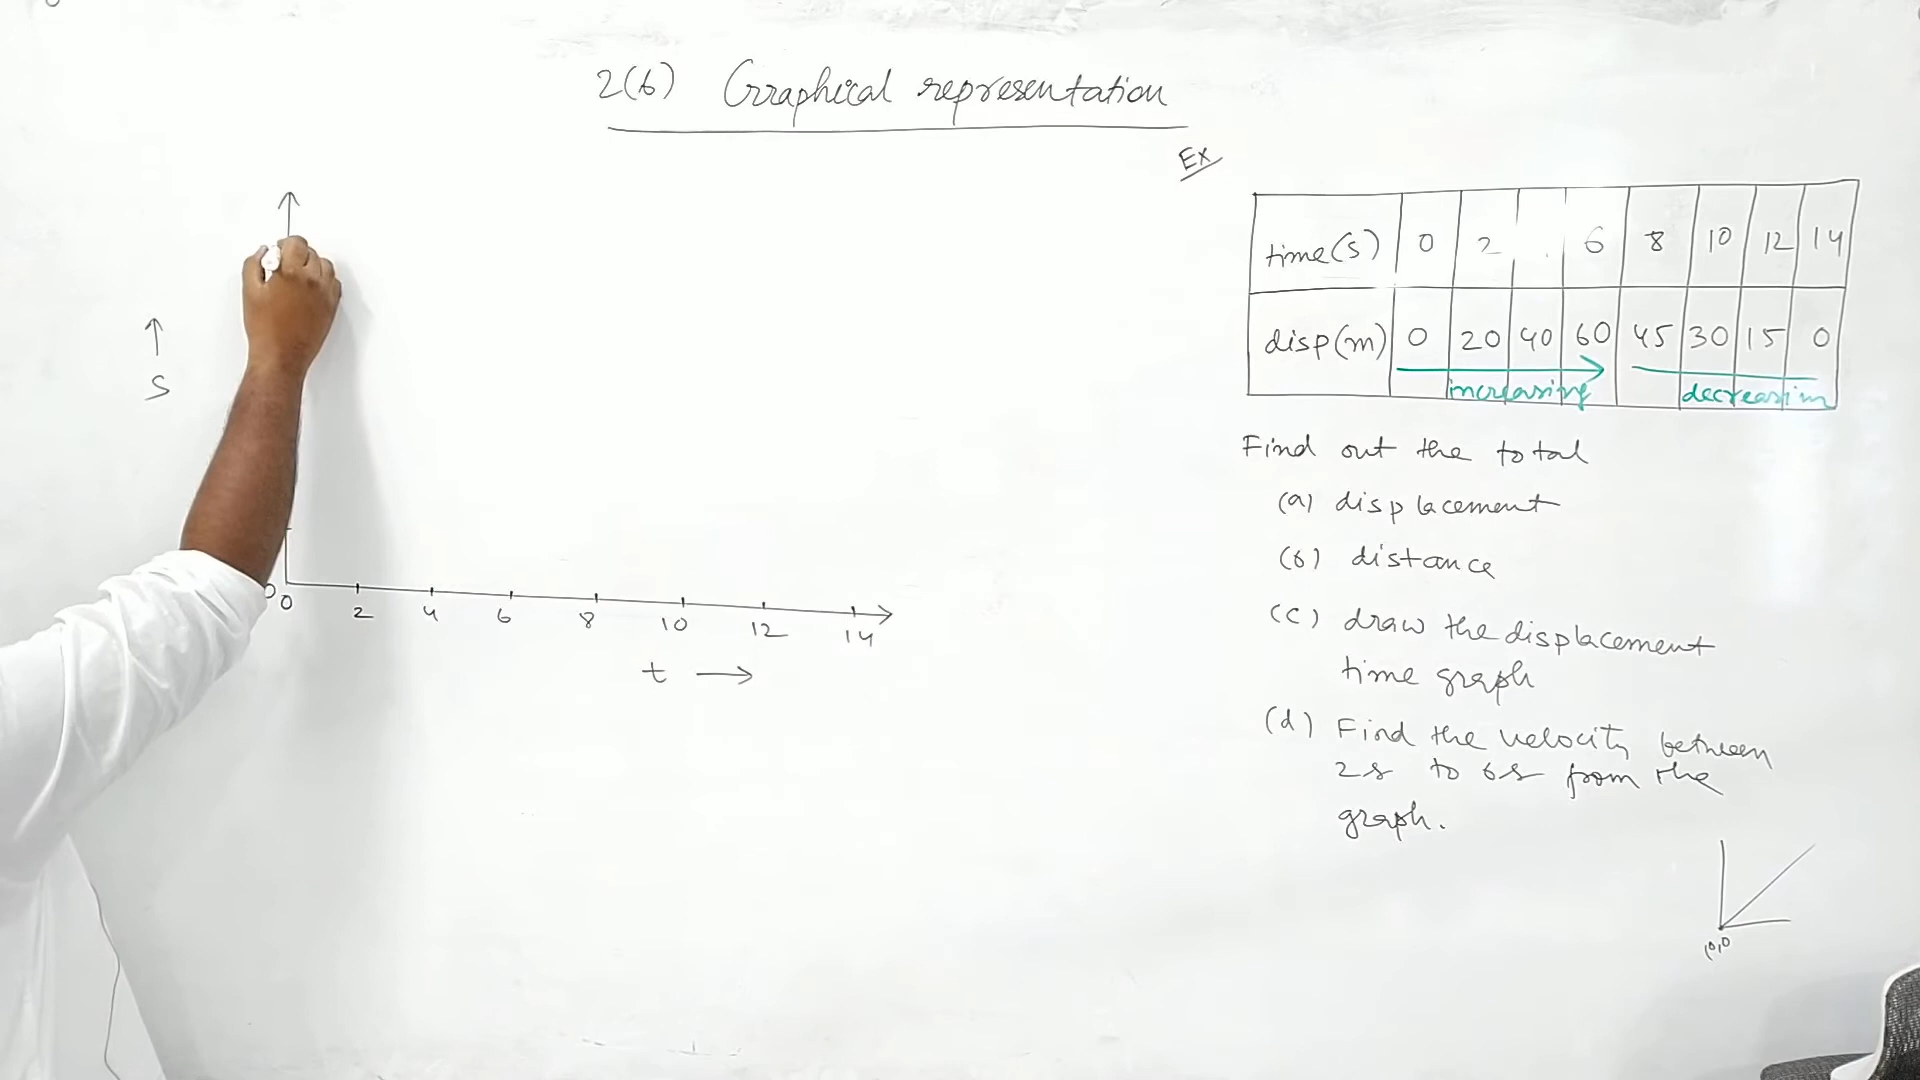 2(b) Graphical representation
Ex
time(s) 0 2 6 8 10 12 14
disp(m) 0 20 40 60 45 30 15 0
increasing decreasin
Find out the total
(a) displacement
(b) distance
(c) draw the displacement
time graph
(d) Find the velocity between
2s to 6s from the
graph.
S
0
0 2 4 6 8 10 12 14
t
(0,0